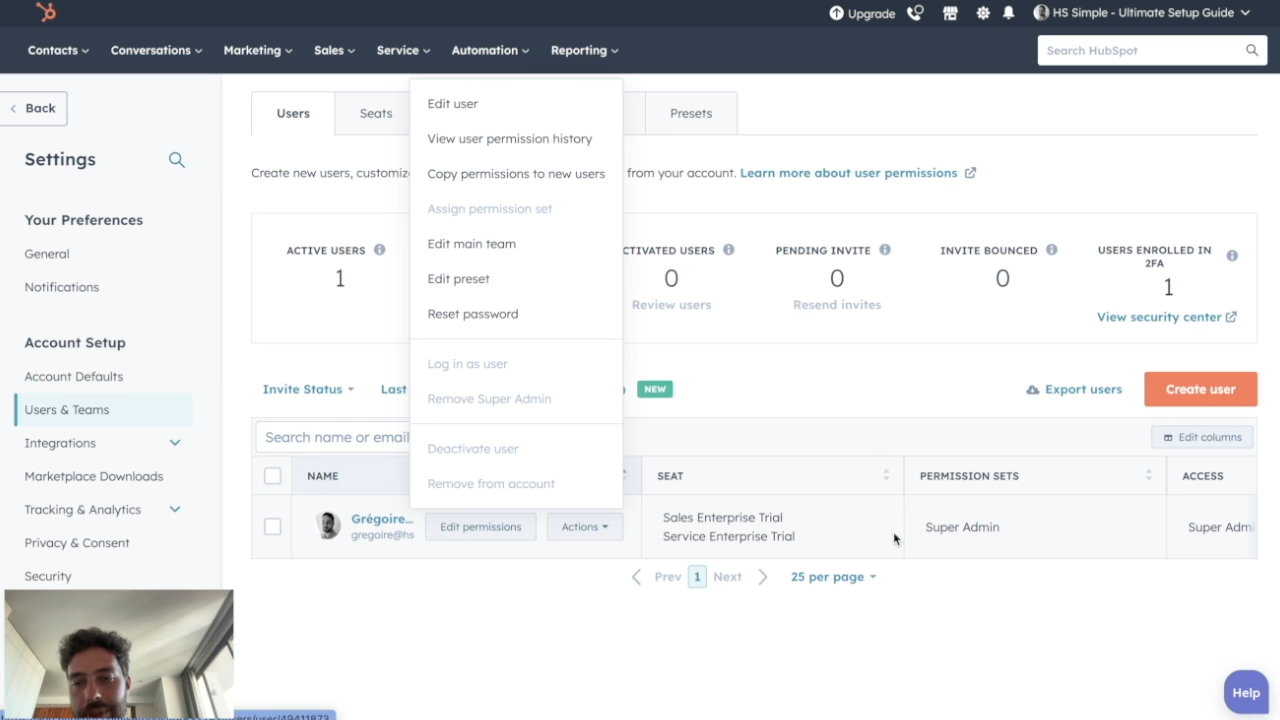 Upgrade
HS Simple - Ultimate Setup Guide
Contacts
Conversations
Marketing
Sales
Service
Automation
Reporting
Search HubSpot
Back
Settings
Your Preferences
General
Notifications
Account Setup
Account Defaults
Users & Teams
Integrations
Marketplace Downloads
Tracking & Analytics
Privacy & Consent
Security
Users
Seats
Presets
Create new users, customiz
from your account. Learn more about user permissions
Edit user
View user permission history
Copy permissions to new users
Assign permission set
Edit main team
Edit preset
Reset password
Log in as user
Remove Super Admin
Deactivate user
Remove from account
ACTIVE USERS
1
CTIVATED USERS
0
Review users
PENDING INVITE
0
Resend invites
INVITE BOUNCED
0
USERS ENROLLED IN
2FA
1
View security center
Invite Status
Last
)
NEW
Export users
Create user
Search name or email
Edit columns
NAME
SEAT
PERMISSION SETS
ACCESS
Grégoire...
gregoire@hs
Edit permissions
Actions
Sales Enterprise Trial
Service Enterprise Trial
Super Admin
Super Admi
Prev
1
Next
25 per page
Help